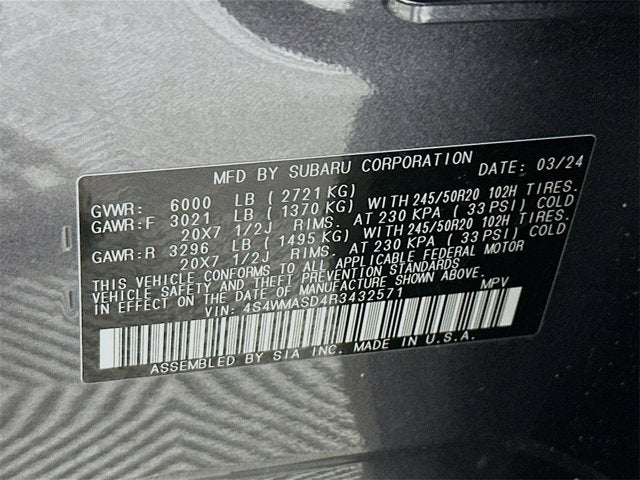 MFD BY SUBARU CORPORATION DATE: 03/24
GVWR: 6000 LB ( 2721 KG)
GAWR:F 3021 LB ( 1370 KG) WITH 245/50R20 102H TIRES.
20X7 1/2J RIMS. AT 230 KPA ( 33 PSI) COLD
GAWR:R 3296 LB ( 1495 KG) WITH 245/50R20 102H TIRES.
20X7 1/2J RIMS. AT 230 KPA ( 33 PSI) COLD
THIS VEHICLE CONFORMS TO ALL APPLICABLE FEDERAL MOTOR
VEHICLE SAFETY AND THEFT PREVENTION STANDARDS
IN EFFECT ON THE DATE OF MANUFACTURE SHOWN ABOVE.
VIN: 4S4WMASD4R3432571 MPV
ASSEMBLED BY SIA INC. MADE IN U.S.A.